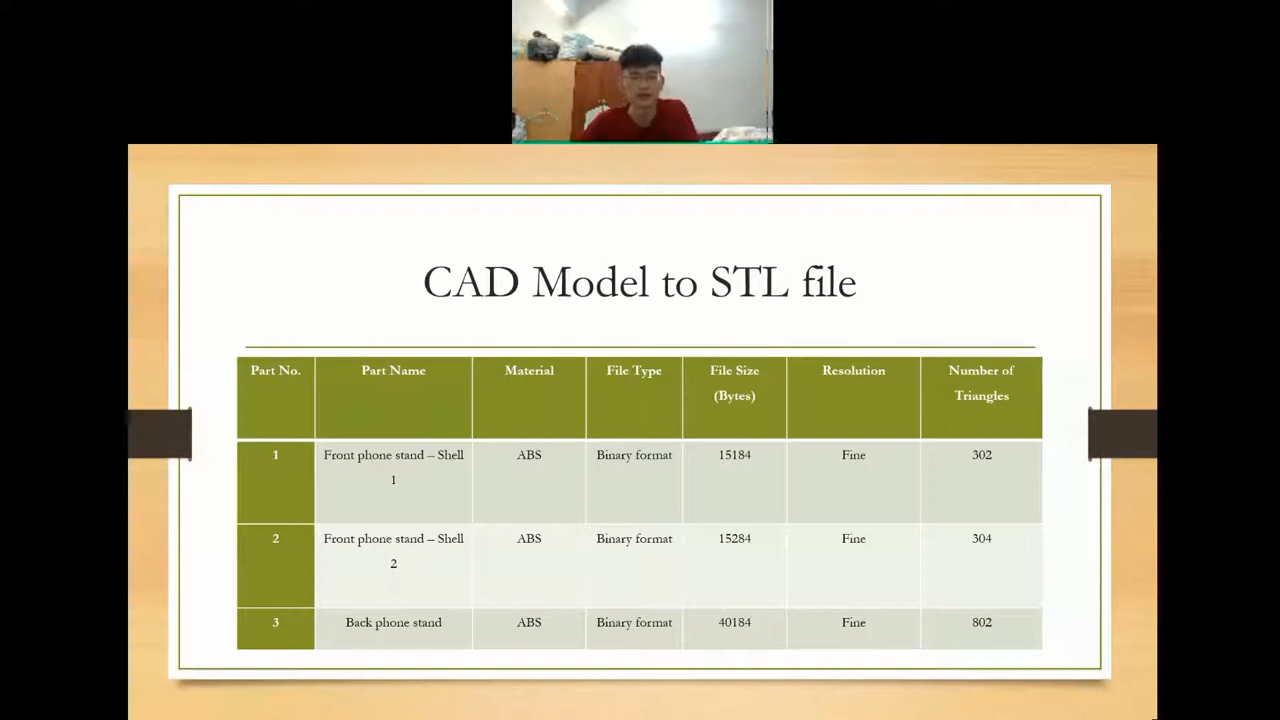 CAD Model to STL file
Part No. Part Name Material File Type File Size Resolution Number of
(Bytes) Triangles
1 Front phone stand – Shell ABS Binary format 15184 Fine 302
1
2 Front phone stand – Shell ABS Binary format 15284 Fine 304
2
3 Back phone stand ABS Binary format 40184 Fine 802